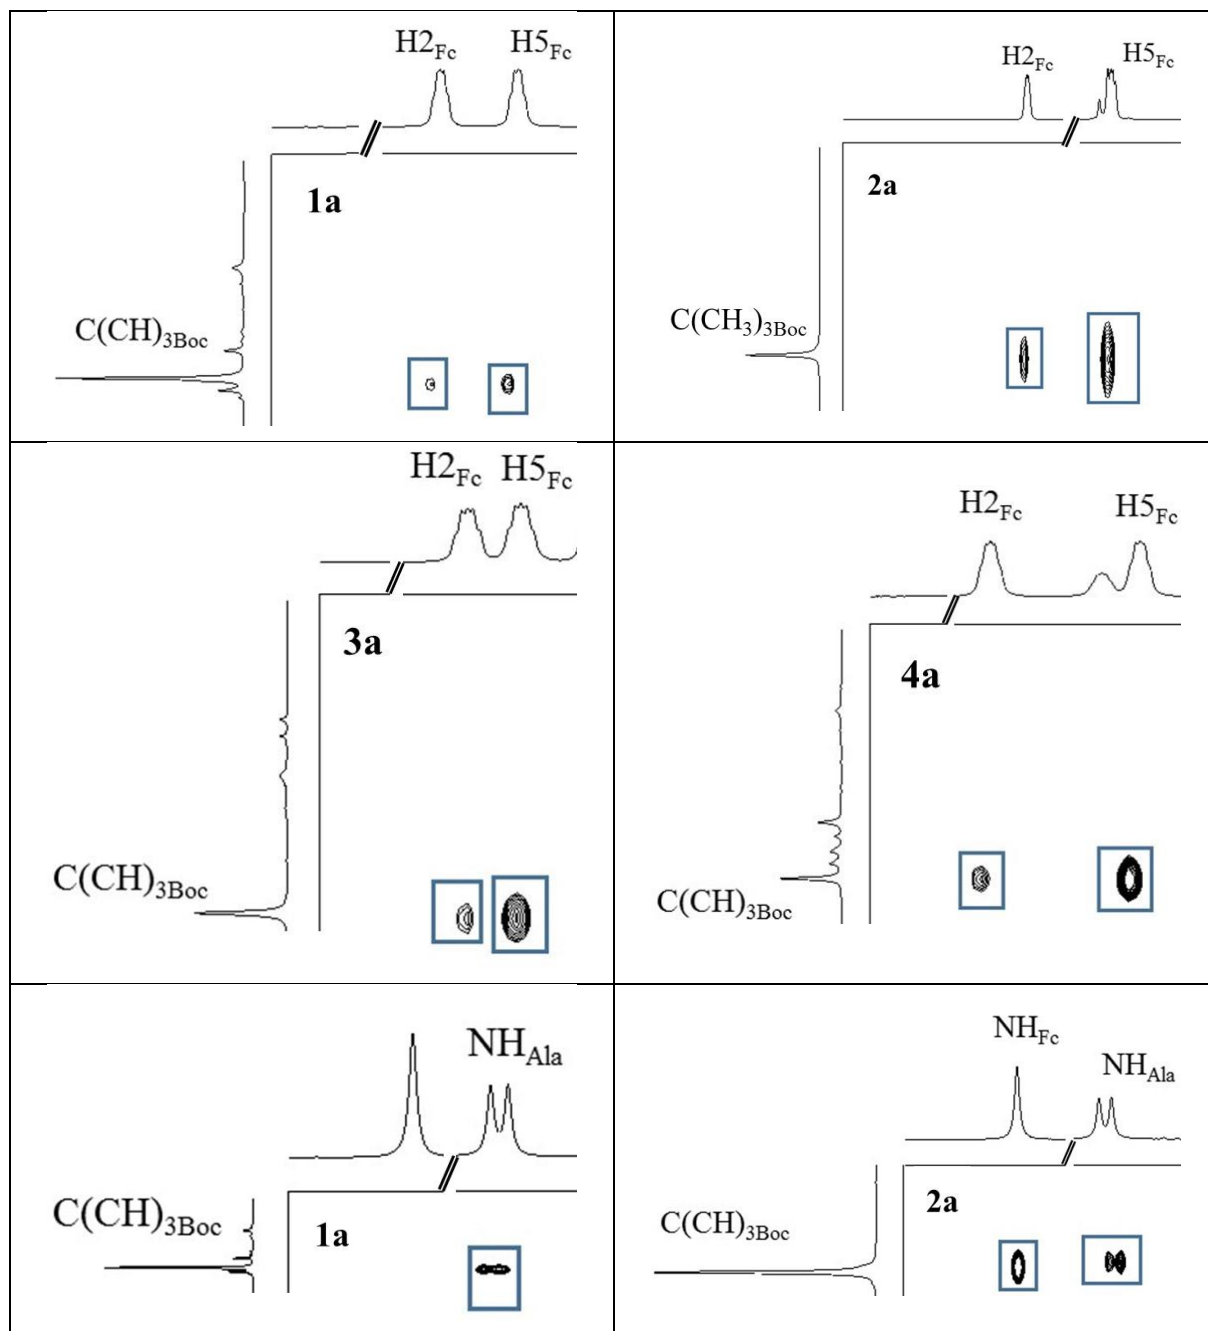 H2Fc H5Fc
1a
C(CH)3Boc
H2Fc H5Fc
2a
C(CH3)3Boc
H2Fc H5Fc
3a
C(CH)3Boc
H2Fc H5Fc
4a
C(CH)3Boc
NHAla
C(CH)3Boc
1a
NHFc
NHAla
2a
C(CH)3Boc